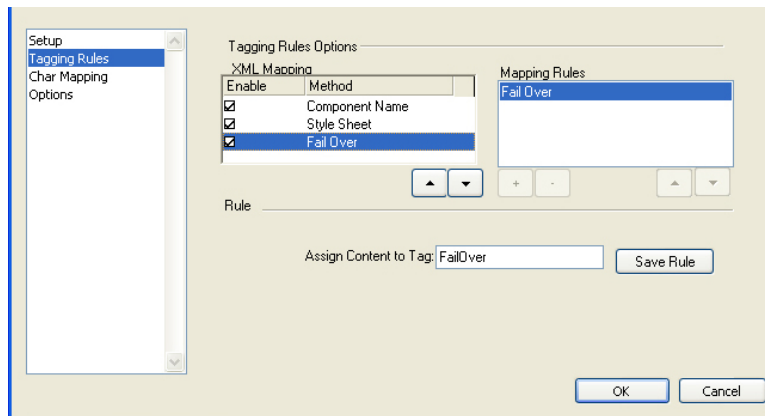 Setup
Tagging Rules
Char Mapping
Options
Tagging Rules Options
XML Mapping
Enable Method
Component Name
Style Sheet
Fail Over
Mapping Rules
Fail Over
+ -
Rule
Assign Content to Tag: FailOver
Save Rule
OK Cancel